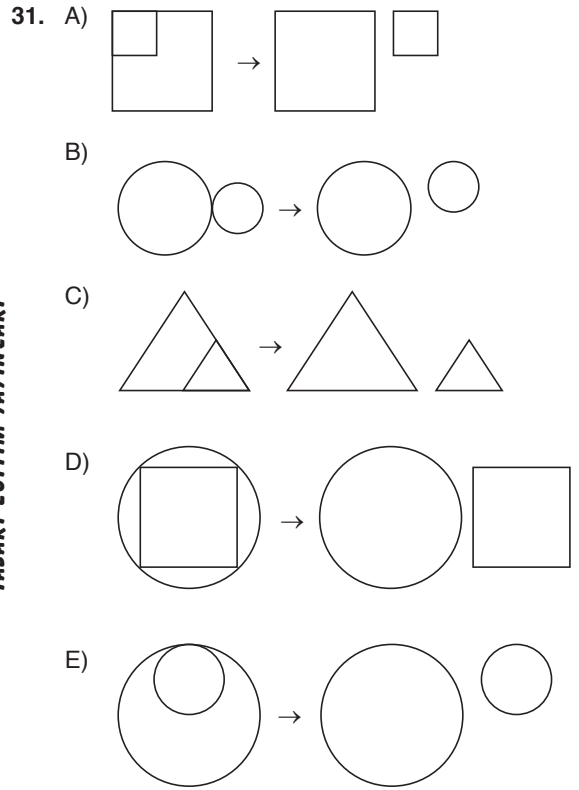 31. A)
→
B)
→
C)
→
D)
→
E)
→